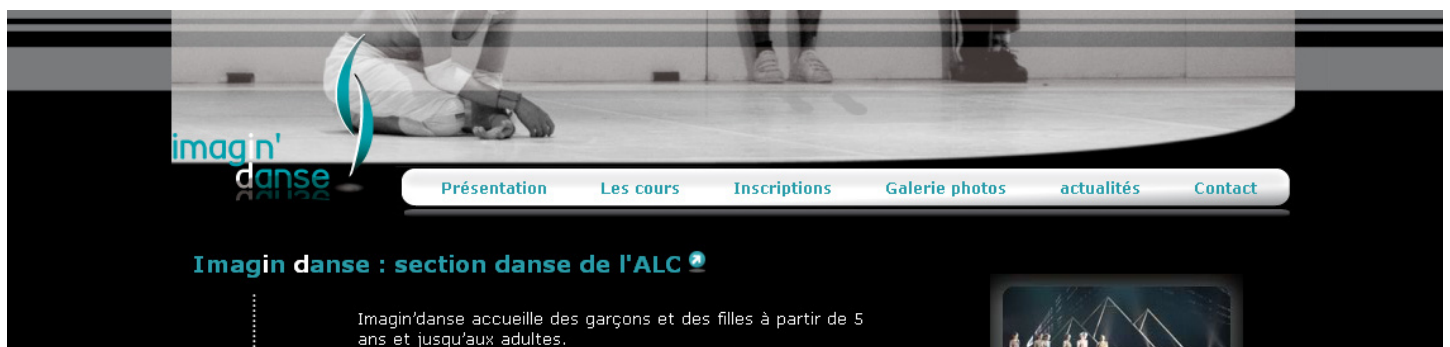 imagin'
danse
Présentation Les cours Inscriptions Galerie photos actualités Contact
Imagin danse : section danse de l'ALC
Imagin'danse accueille des garçons et des filles à partir de 5
ans et jusqu'aux adultes.